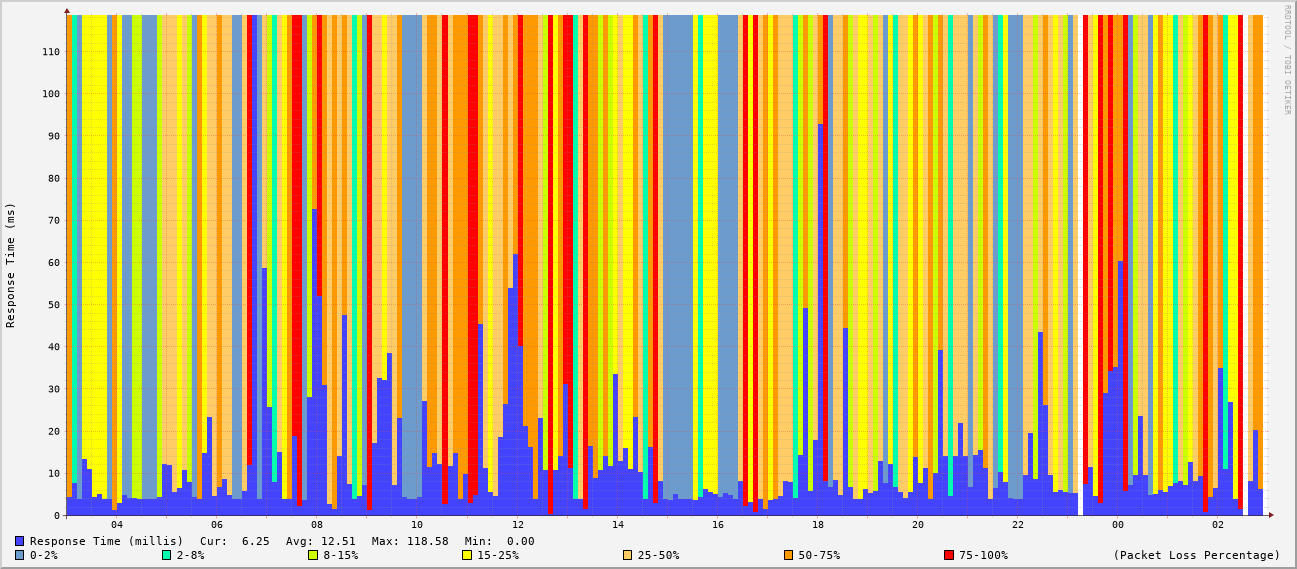 RRDTOOL / TOBI OETIKER
Response Time (ms)
110
100
90
80
70
60
50
40
30
20
10
0
04 06 08 10 12 14 16 18 20 22 00 02
Response Time (millis) Cur: 6.25 Avg: 12.51 Max: 118.58 Min: 0.00
0-2% 2-8% 8-15% 15-25% 25-50% 50-75% 75-100% (Packet Loss Percentage)